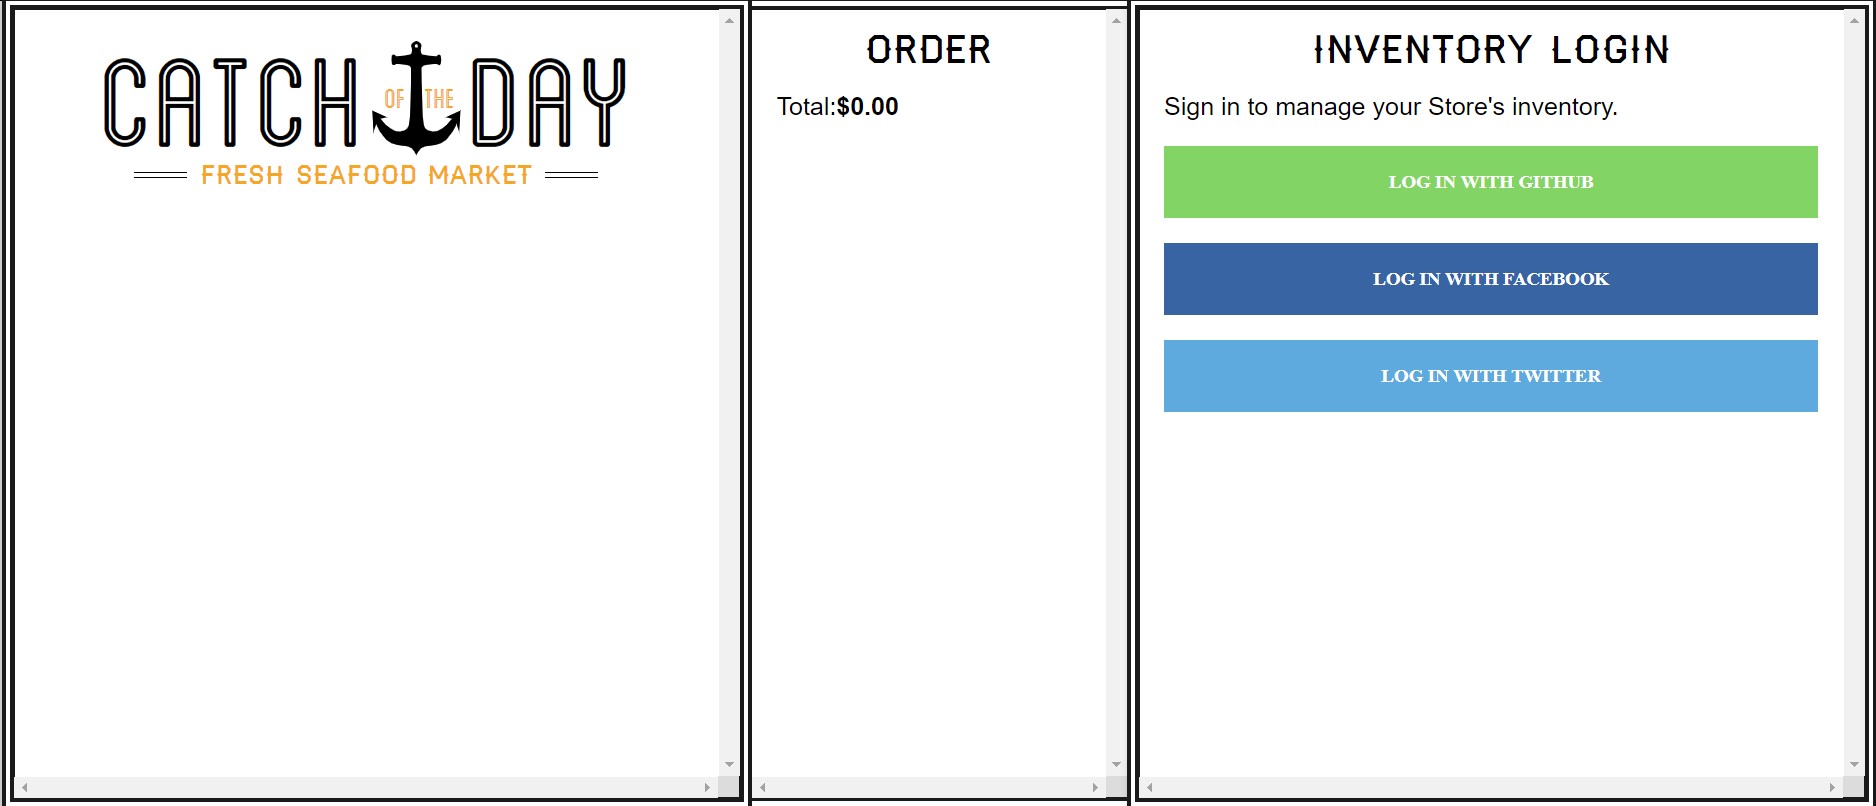 CATCH OF THE DAY
FRESH SEAFOOD MARKET
ORDER
Total:$0.00
INVENTORY LOGIN
Sign in to manage your Store's inventory.
LOG IN WITH GITHUB
LOG IN WITH FACEBOOK
LOG IN WITH TWITTER